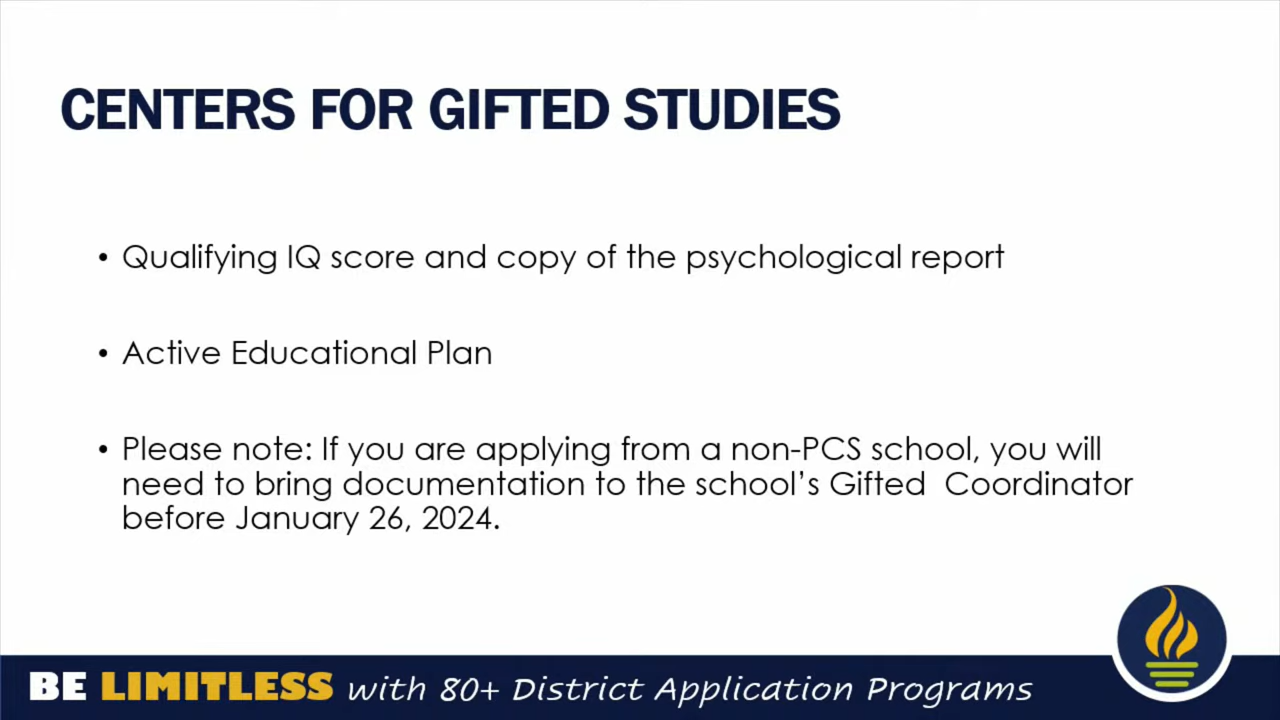 CENTERS FOR GIFTED STUDIES
• Qualifying IQ score and copy of the psychological report
• Active Educational Plan
• Please note: If you are applying from a non-PCS school, you will
need to bring documentation to the school’s Gifted  Coordinator
before January 26, 2024.
BE LIMITLESS with 80+ District Application Programs